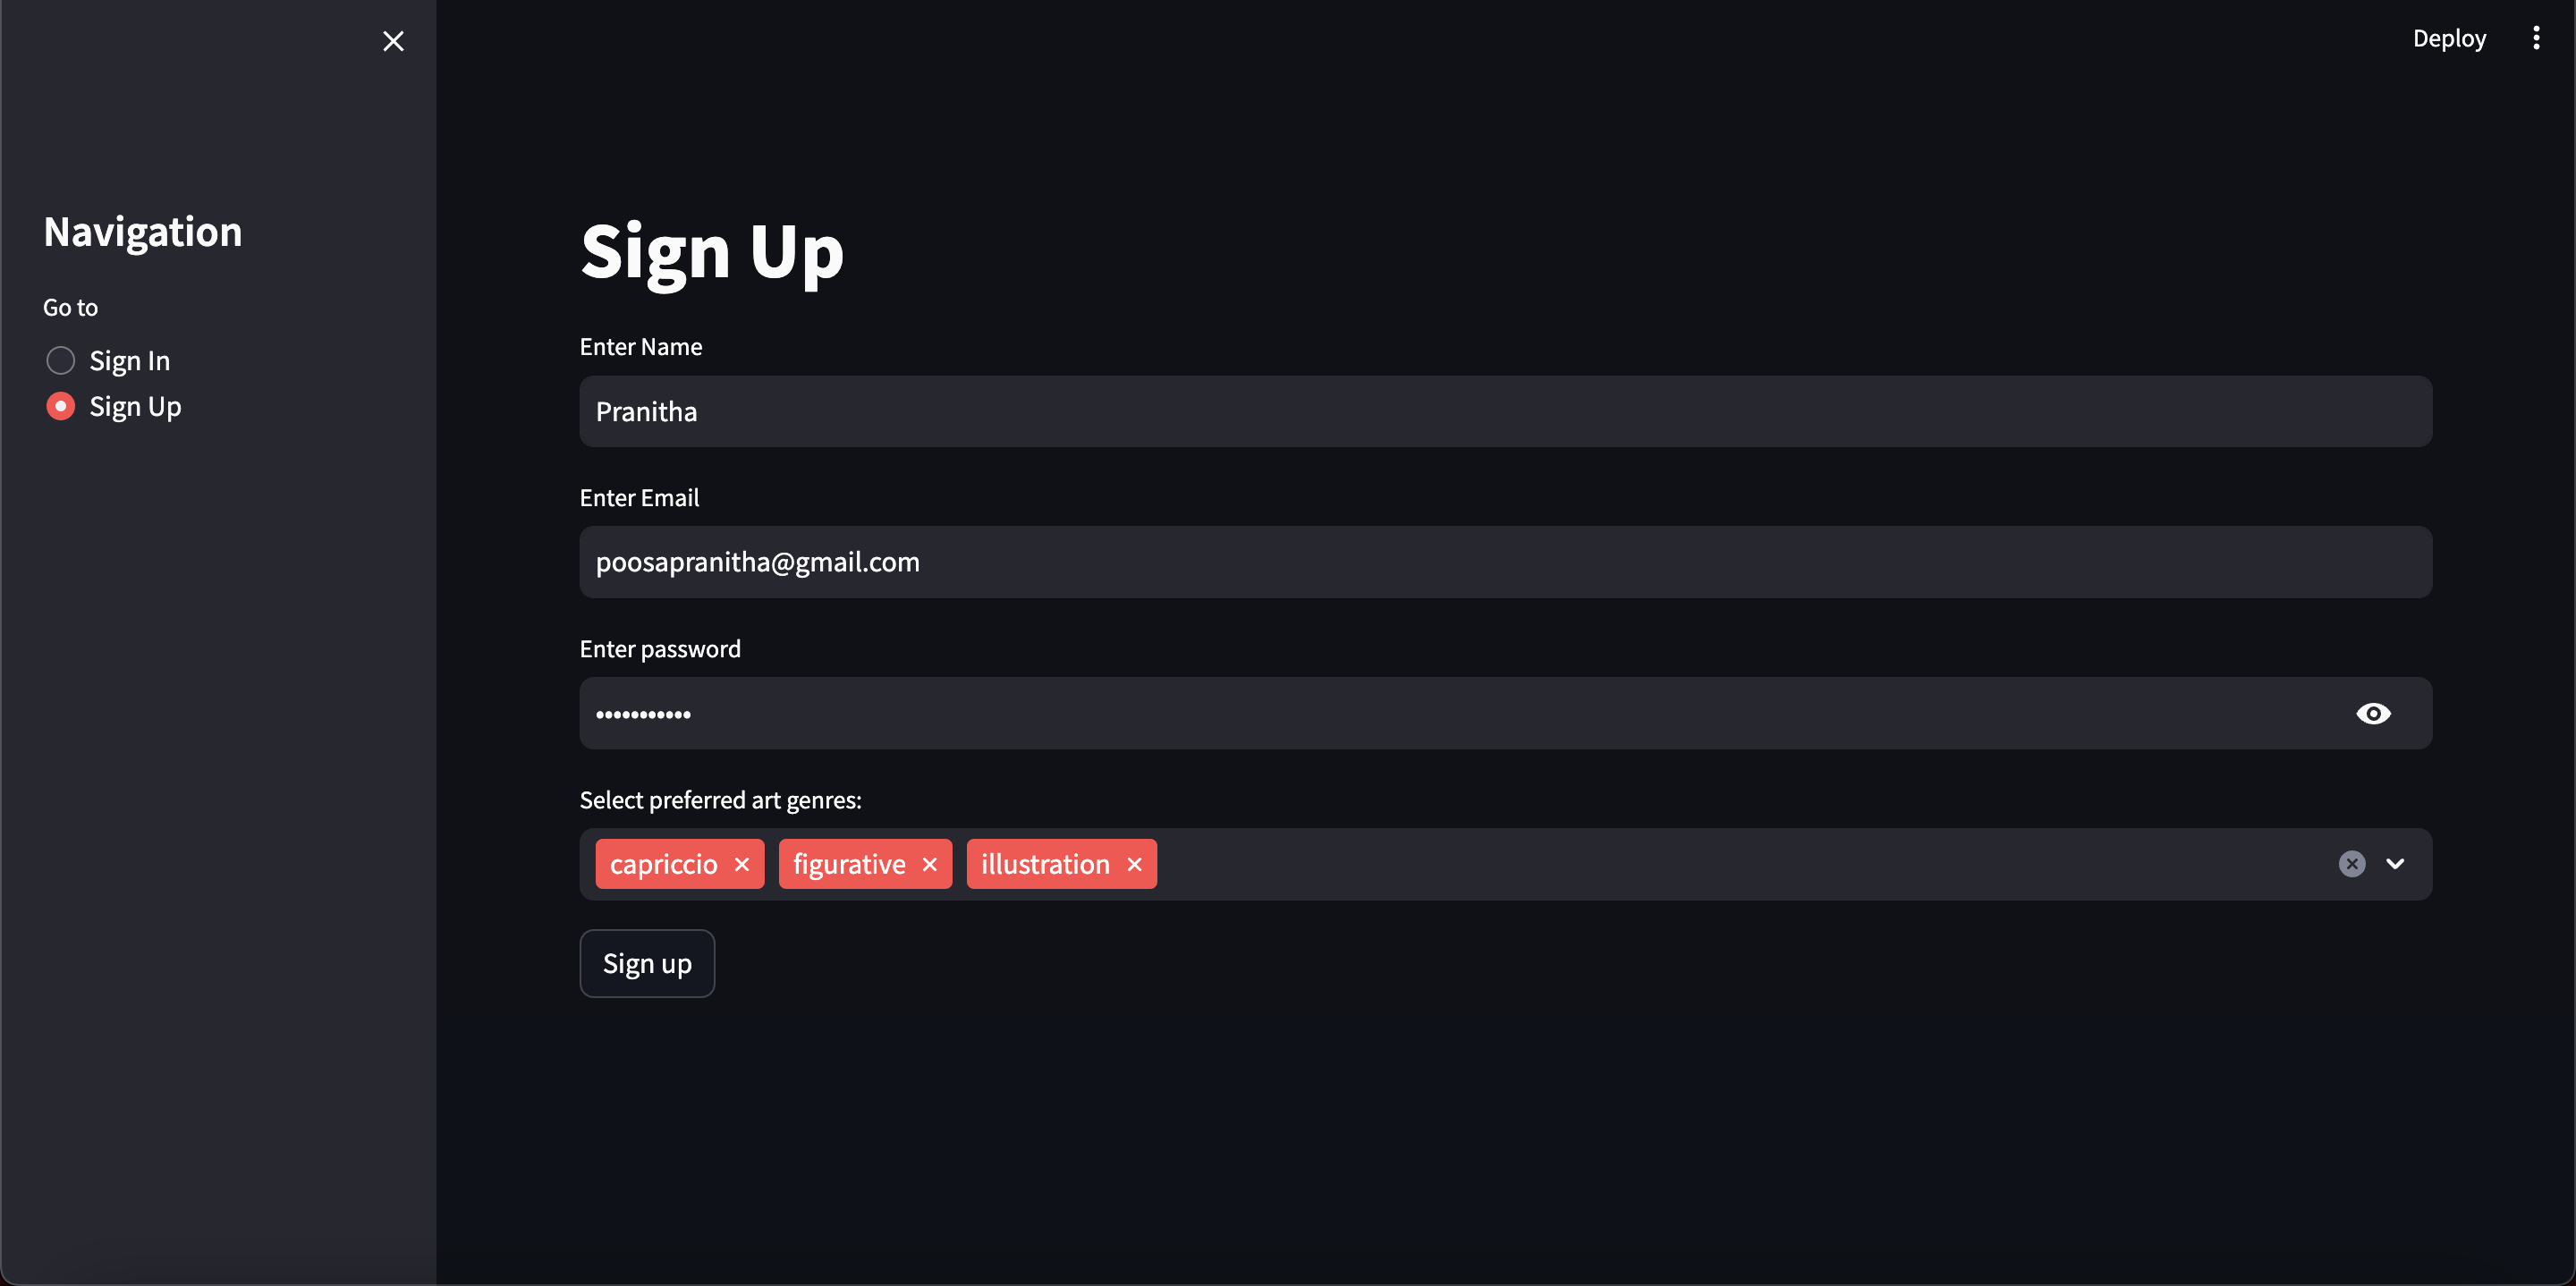 Deploy
Navigation
Go to
Sign In
Sign Up
Sign Up
Enter Name
Pranitha
Enter Email
poosapranitha@gmail.com
Enter password
•••••••••••
Select preferred art genres:
capriccio figurative illustration
Sign up